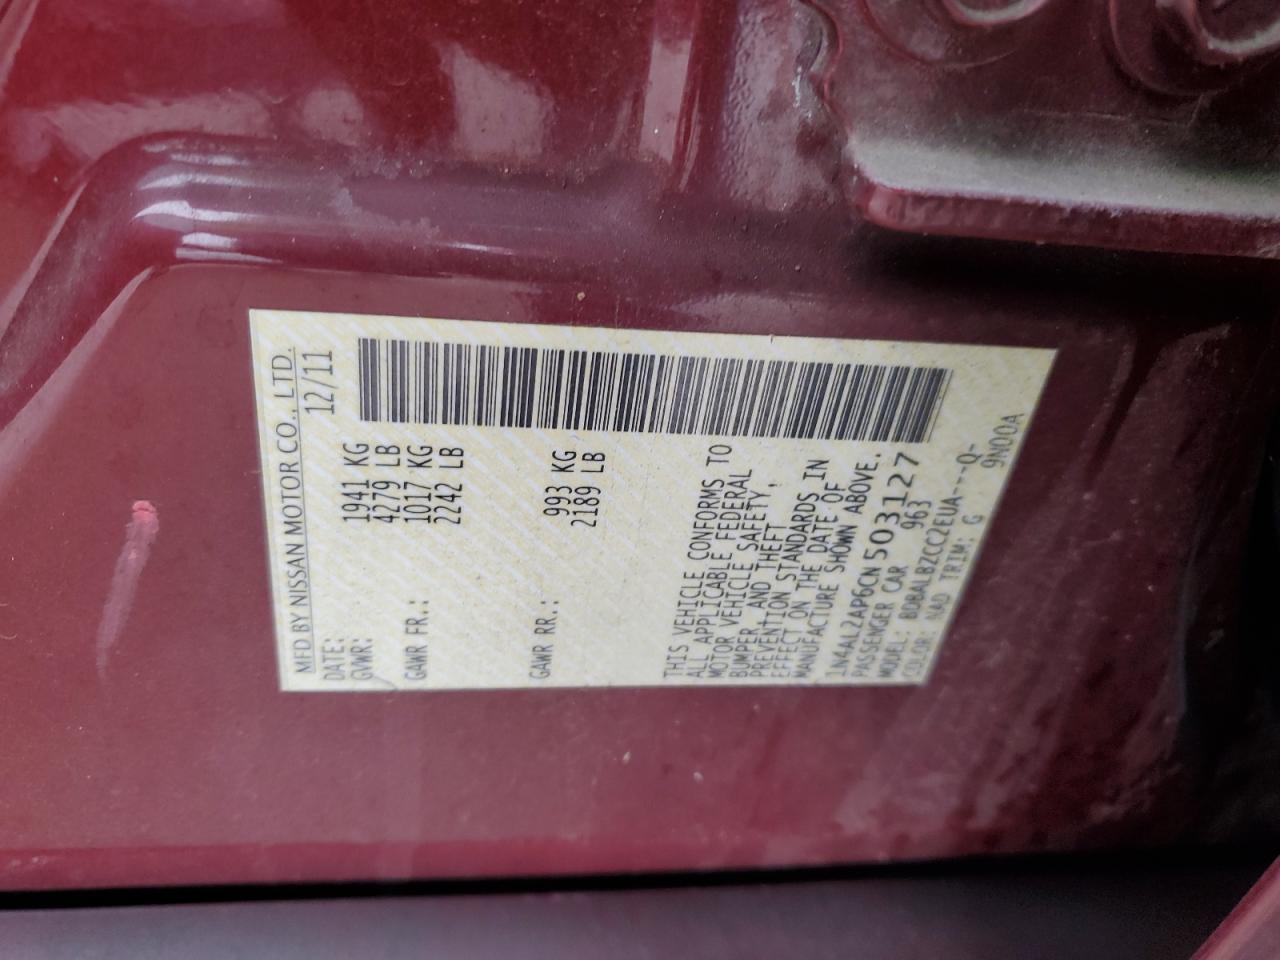 MFD BY NISSAN MOTOR CO., LTD.
DATE: 12/11
GVWR: 1941 KG
4279 LB
GAWR FR.: 1017 KG
2242 LB
GAWR RR.: 993 KG
2189 LB
THIS VEHICLE CONFORMS TO
ALL APPLICABLE FEDERAL
MOTOR VEHICLE SAFETY,
BUMPER, AND THEFT
PREVENTION STANDARDS IN
EFFECT ON THE DATE OF
MANUFACTURE SHOWN ABOVE.
1N4AL2AP6CN503127
PASSENGER CAR 963
MODEL: BDBALBZCC2EUA---Q-
COLOR: NAD TRIM: G 9N00A